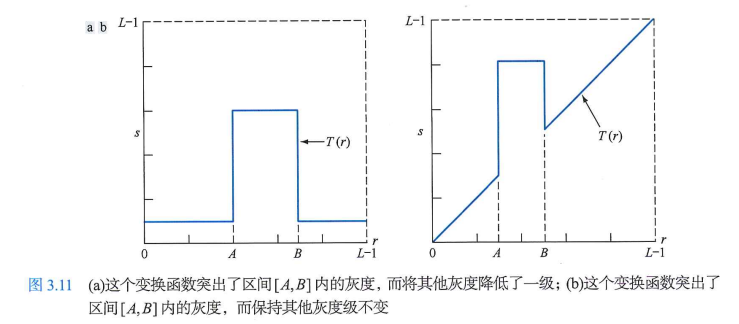 a b
L-1
s
T(r)
0
A
B
L-1
r
L-1
s
T(r)
0
A
B
L-1
r
图 3.11 (a)这个变换函数突出了区间[A,B]内的灰度，而将其他灰度降低了一级；(b)这个变换函数突出了
区间[A,B]内的灰度，而保持其他灰度级不变